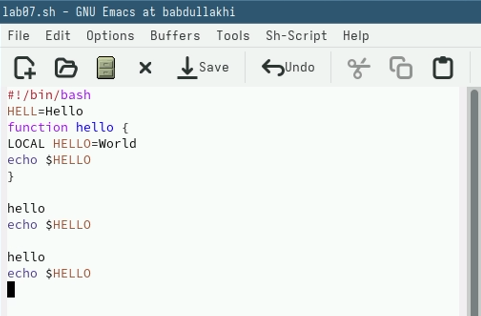 lab07.sh - GNU Emacs at babdullakhi
File Edit Options Buffers Tools Sh-Script Help
Save Undo
#!/bin/bash
HELL=Hello
function hello {
LOCAL HELLO=World
echo $HELLO
}
hello
echo $HELLO
hello
echo $HELLO